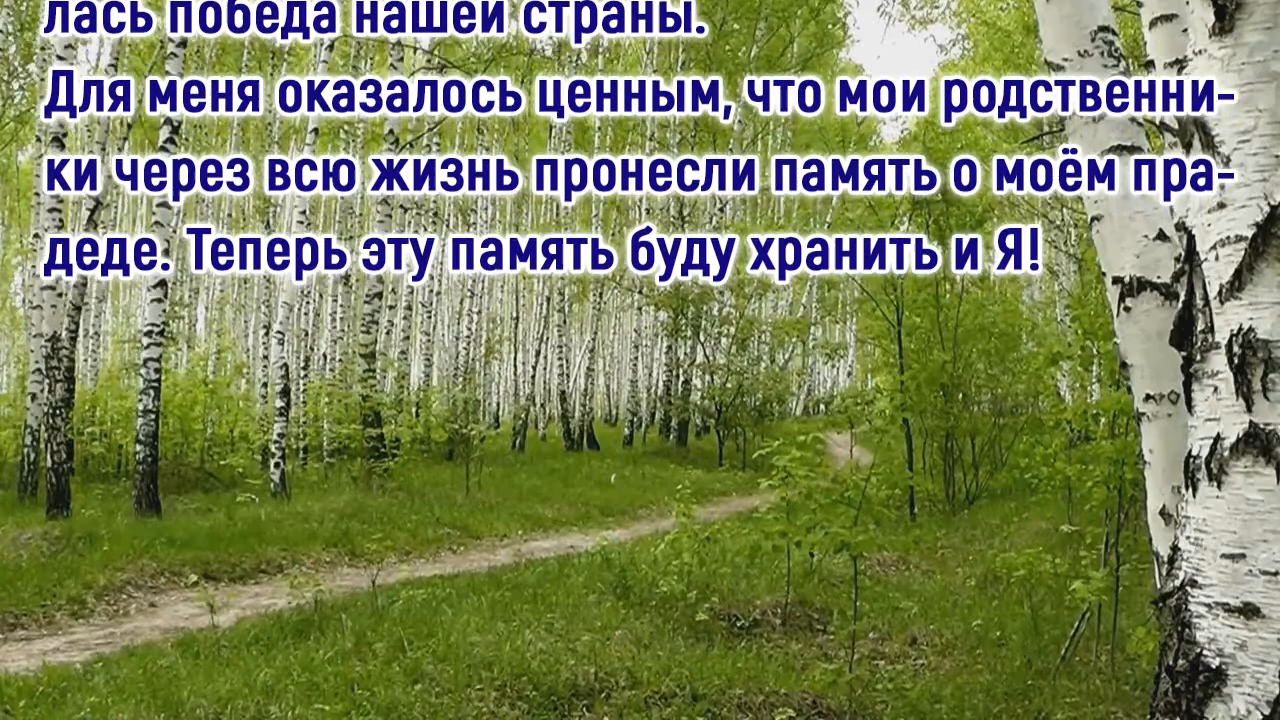 лась победа нашей страны.
Для меня оказалось ценным, что мои родственни-
ки через всю жизнь пронесли память о моём пра-
деде. Теперь эту память буду хранить и Я!